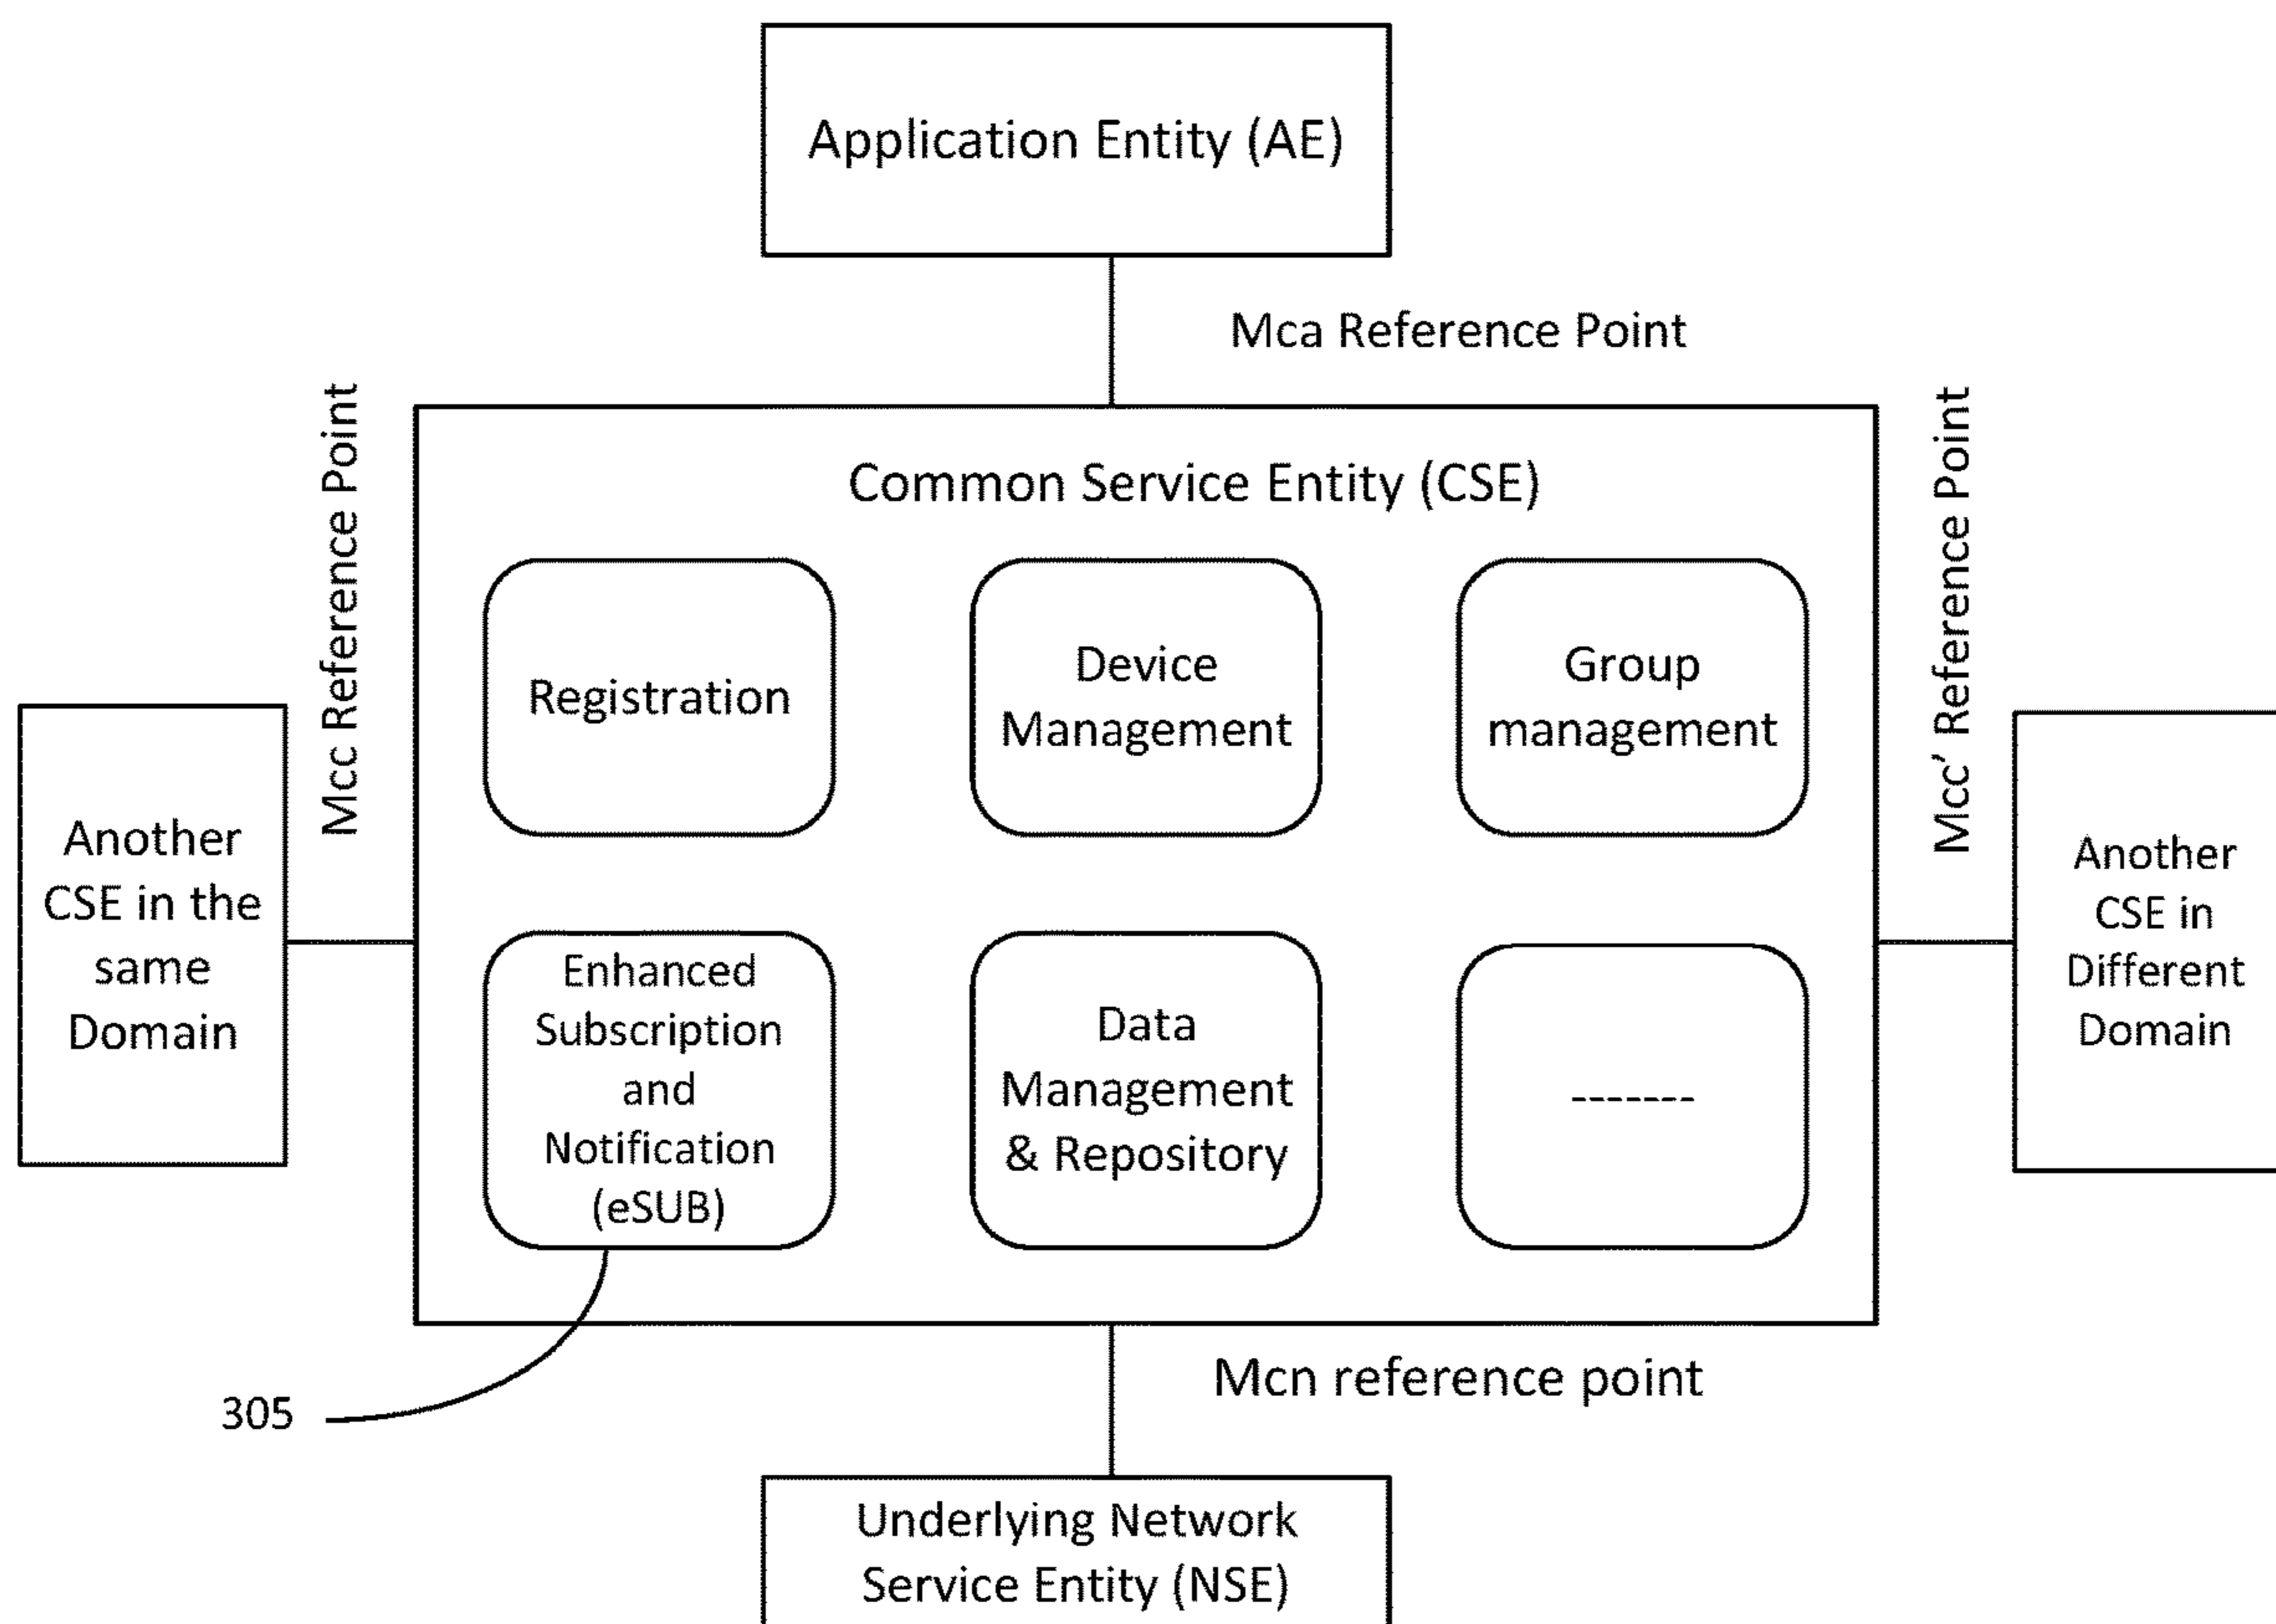 Application Entity (AE)
Mca Reference Point
Mcc Reference Point
Mcc’ Reference Point
Common Service Entity (CSE)
Registration
Device
Management
Group
management
Another
CSE in the
same
Domain
Another
CSE in
Different
Domain
Enhanced
Subscription
and
Notification
(eSUB)
Data
Management
& Repository
-------
Mcn reference point
305
Underlying Network
Service Entity (NSE)